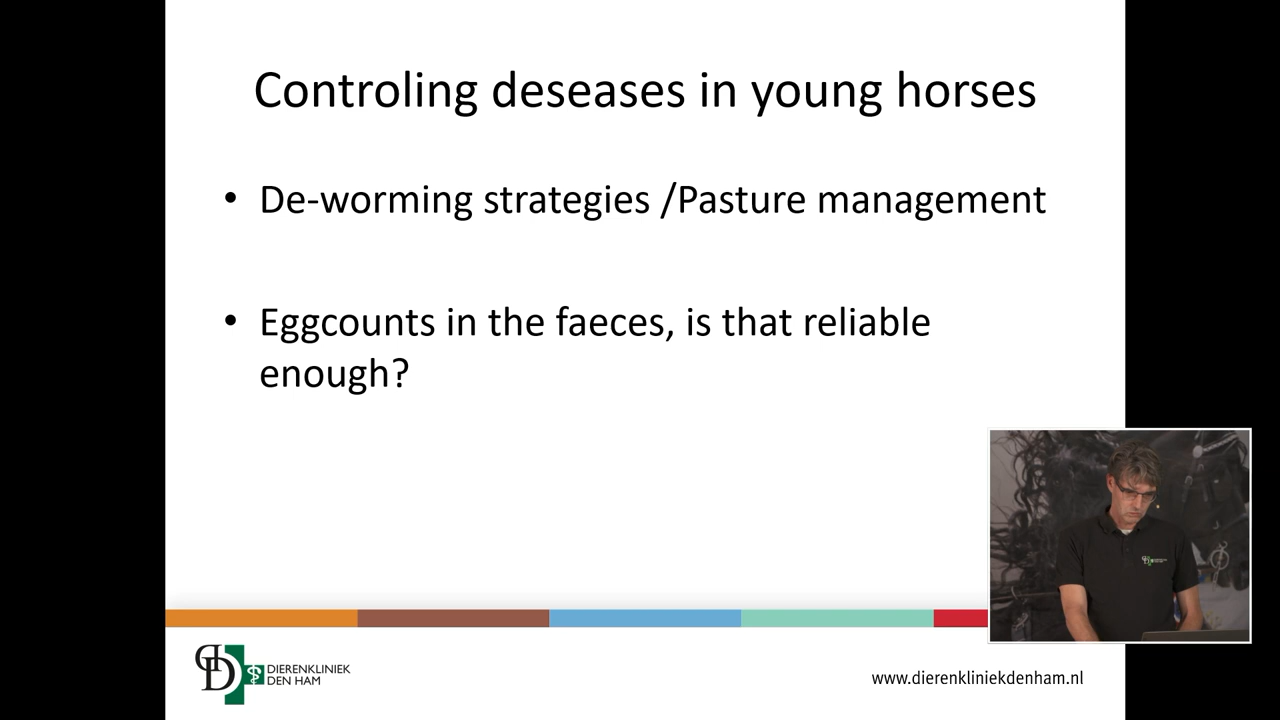 Controling deseases in young horses
• De-worming strategies /Pasture management
• Eggcounts in the faeces, is that reliable
enough?
DIERENKLINIEK
DEN HAM
www.dierenkliniekdenham.nl